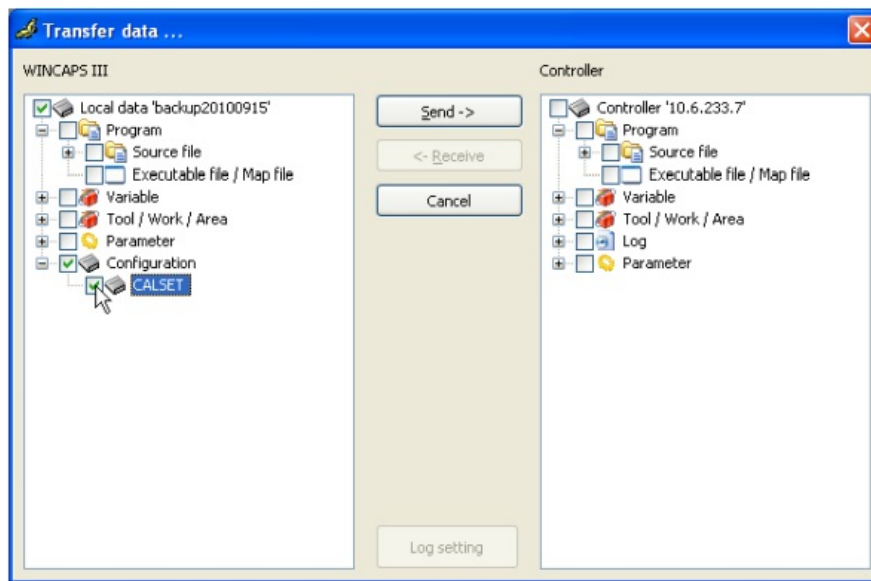 Transfer data ...
WINCAPS III
Local data 'backup20100915'
Program
Source file
Executable file / Map file
Variable
Tool / Work / Area
Parameter
Configuration
CALSET
Send ->
<- Receive
Cancel
Log setting
Controller
Controller '10.6.233.7'
Program
Source file
Executable file / Map file
Variable
Tool / Work / Area
Log
Parameter